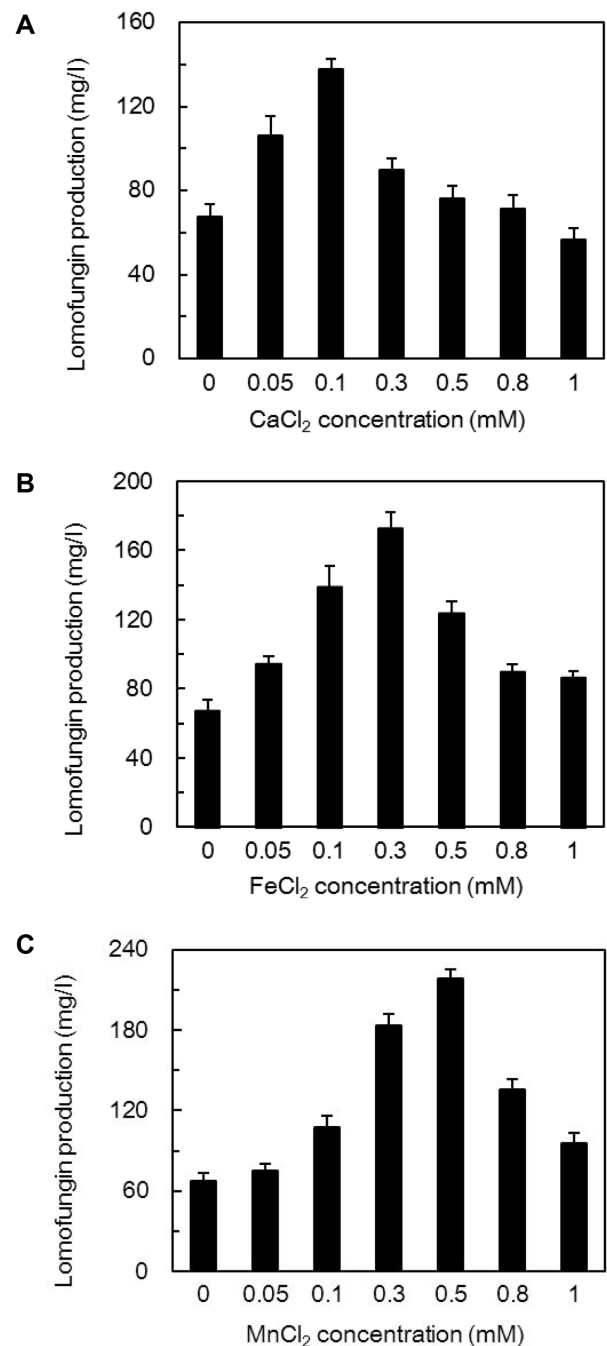 A
Lomofungin production (mg/l)
160
120
80
40
0
0 0.05 0.1 0.3 0.5 0.8 1
CaCl₂ concentration (mM)
B
Lomofungin production (mg/l)
200
160
120
80
40
0
0 0.05 0.1 0.3 0.5 0.8 1
FeCl₂ concentration (mM)
C
Lomofungin production (mg/l)
240
180
120
60
0
0 0.05 0.1 0.3 0.5 0.8 1
MnCl₂ concentration (mM)